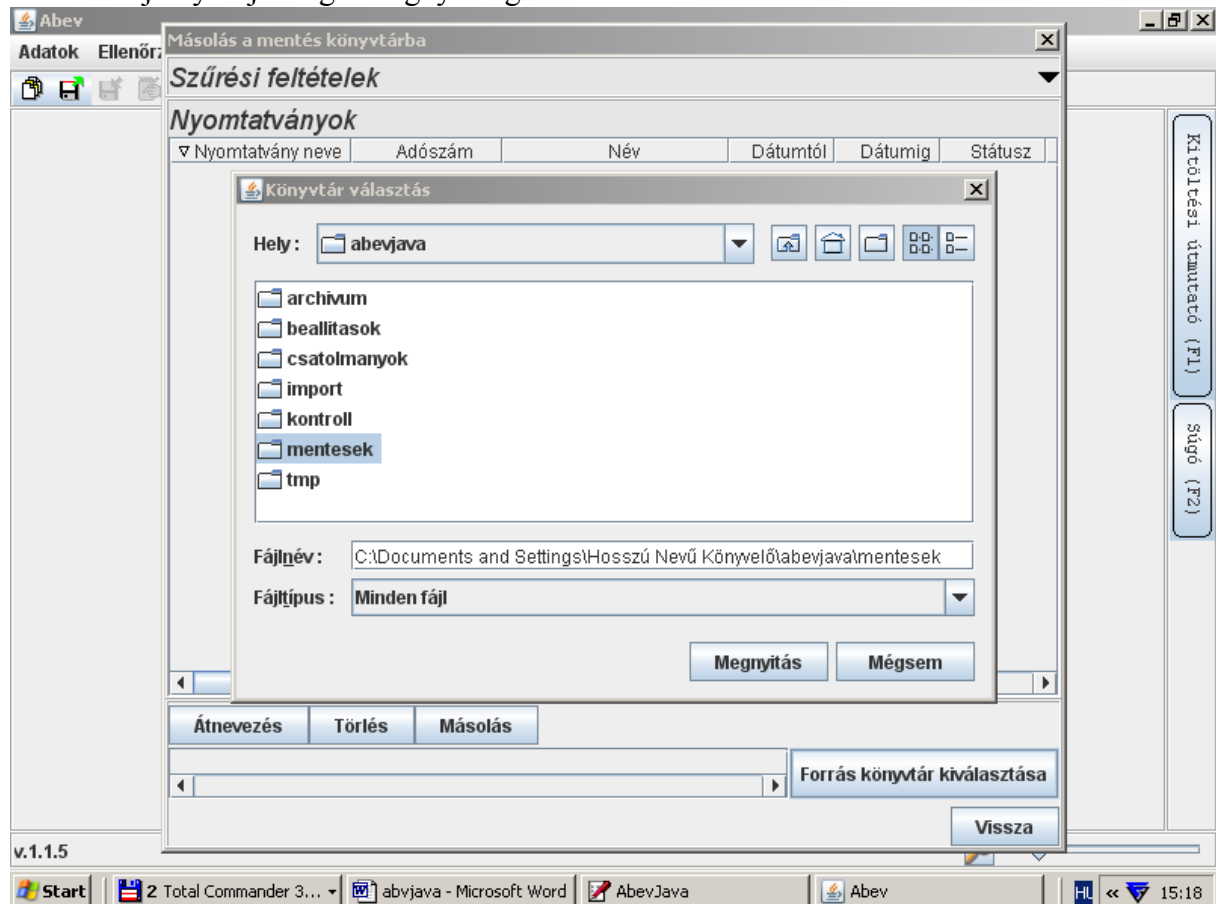 Abev
Másolás a mentés könyvtárba
Adatok Ellenőrz
Szűrési feltételek
Nyomtatványok
Nyomtatvány neve Adószám Név Dátumtól Dátumig Státusz
Könyvtár választás
Hely : abevjava
archivum
beallitasok
csatolmanyok
import
kontroll
mentesek
tmp
Fájlnév : C:\Documents and Settings\Hosszú Nevű Könyvelő\abevjava\mentesek
Fájltípus : Minden fájl
Megnyitás Mégsem
Átnevezés Törlés Másolás
Forrás könyvtár kiválasztása
Vissza
Kitöltési útmutató (F1)
Súgó (F2)
v.1.1.5
Start 2 Total Commander 3... abvjava - Microsoft Word AbevJava Abev HU « 15:18